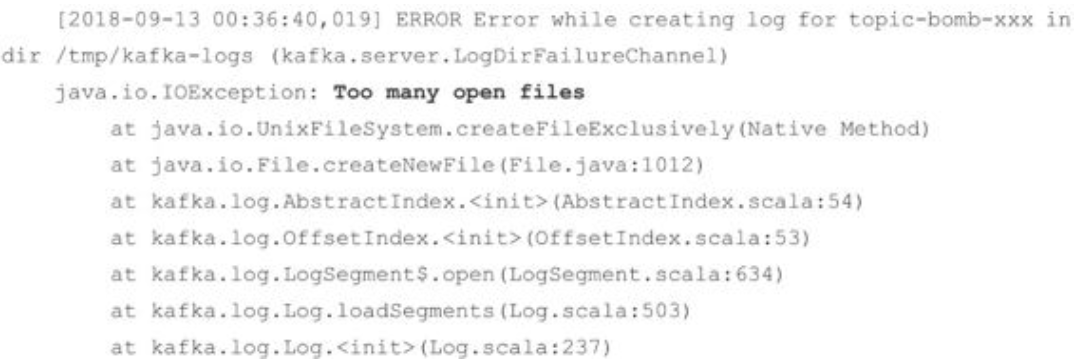 [2018-09-13 00:36:40,019] ERROR Error while creating log for topic-bomb-xxx in
dir /tmp/kafka-logs (kafka.server.LogDirFailureChannel)
java.io.IOException: Too many open files
at java.io.UnixFileSystem.createFileExclusively(Native Method)
at java.io.File.createNewFile(File.java:1012)
at kafka.log.AbstractIndex.<init>(AbstractIndex.scala:54)
at kafka.log.OffsetIndex.<init>(OffsetIndex.scala:53)
at kafka.log.LogSegment$.open(LogSegment.scala:634)
at kafka.log.Log.loadSegments(Log.scala:503)
at kafka.log.Log.<init>(Log.scala:237)